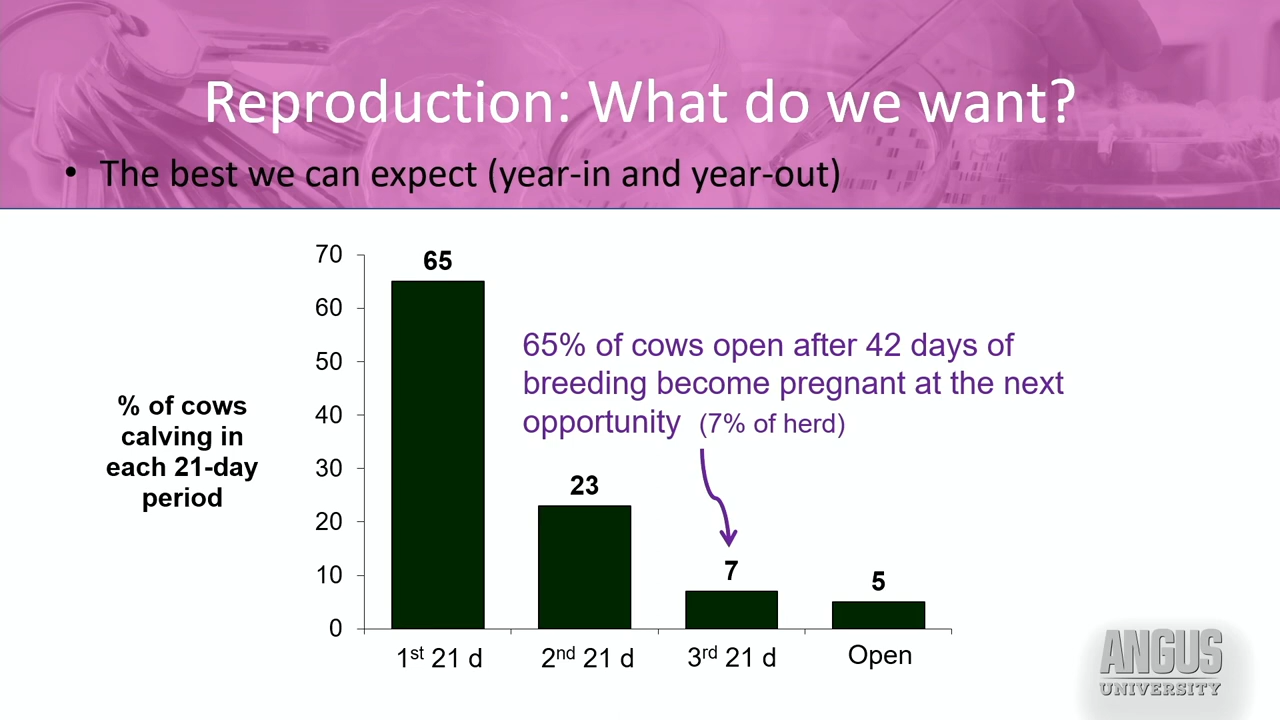 Reproduction: What do we want?
• The best we can expect (year-in and year-out)
% of cows
calving in
each 21-day
period
70
60
50
40
30
20
10
0
65
23
7
5
65% of cows open after 42 days of
breeding become pregnant at the next
opportunity (7% of herd)
1st 21 d
2nd 21 d
3rd 21 d
Open
ANGUS
UNIVERSITY